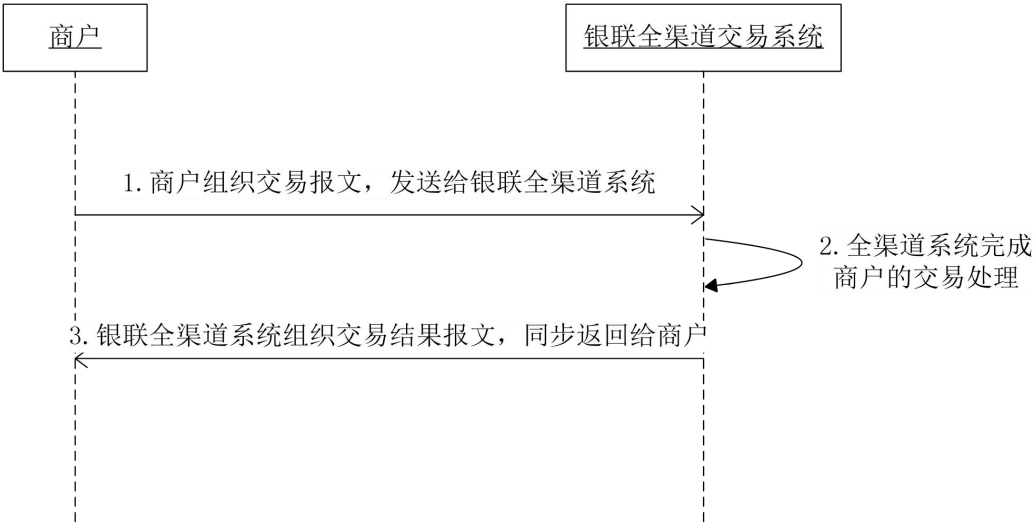 商户
银联全渠道交易系统
1.商户组织交易报文，发送给银联全渠道系统
2.全渠道系统完成
商户的交易处理
3.银联全渠道系统组织交易结果报文，同步返回给商户